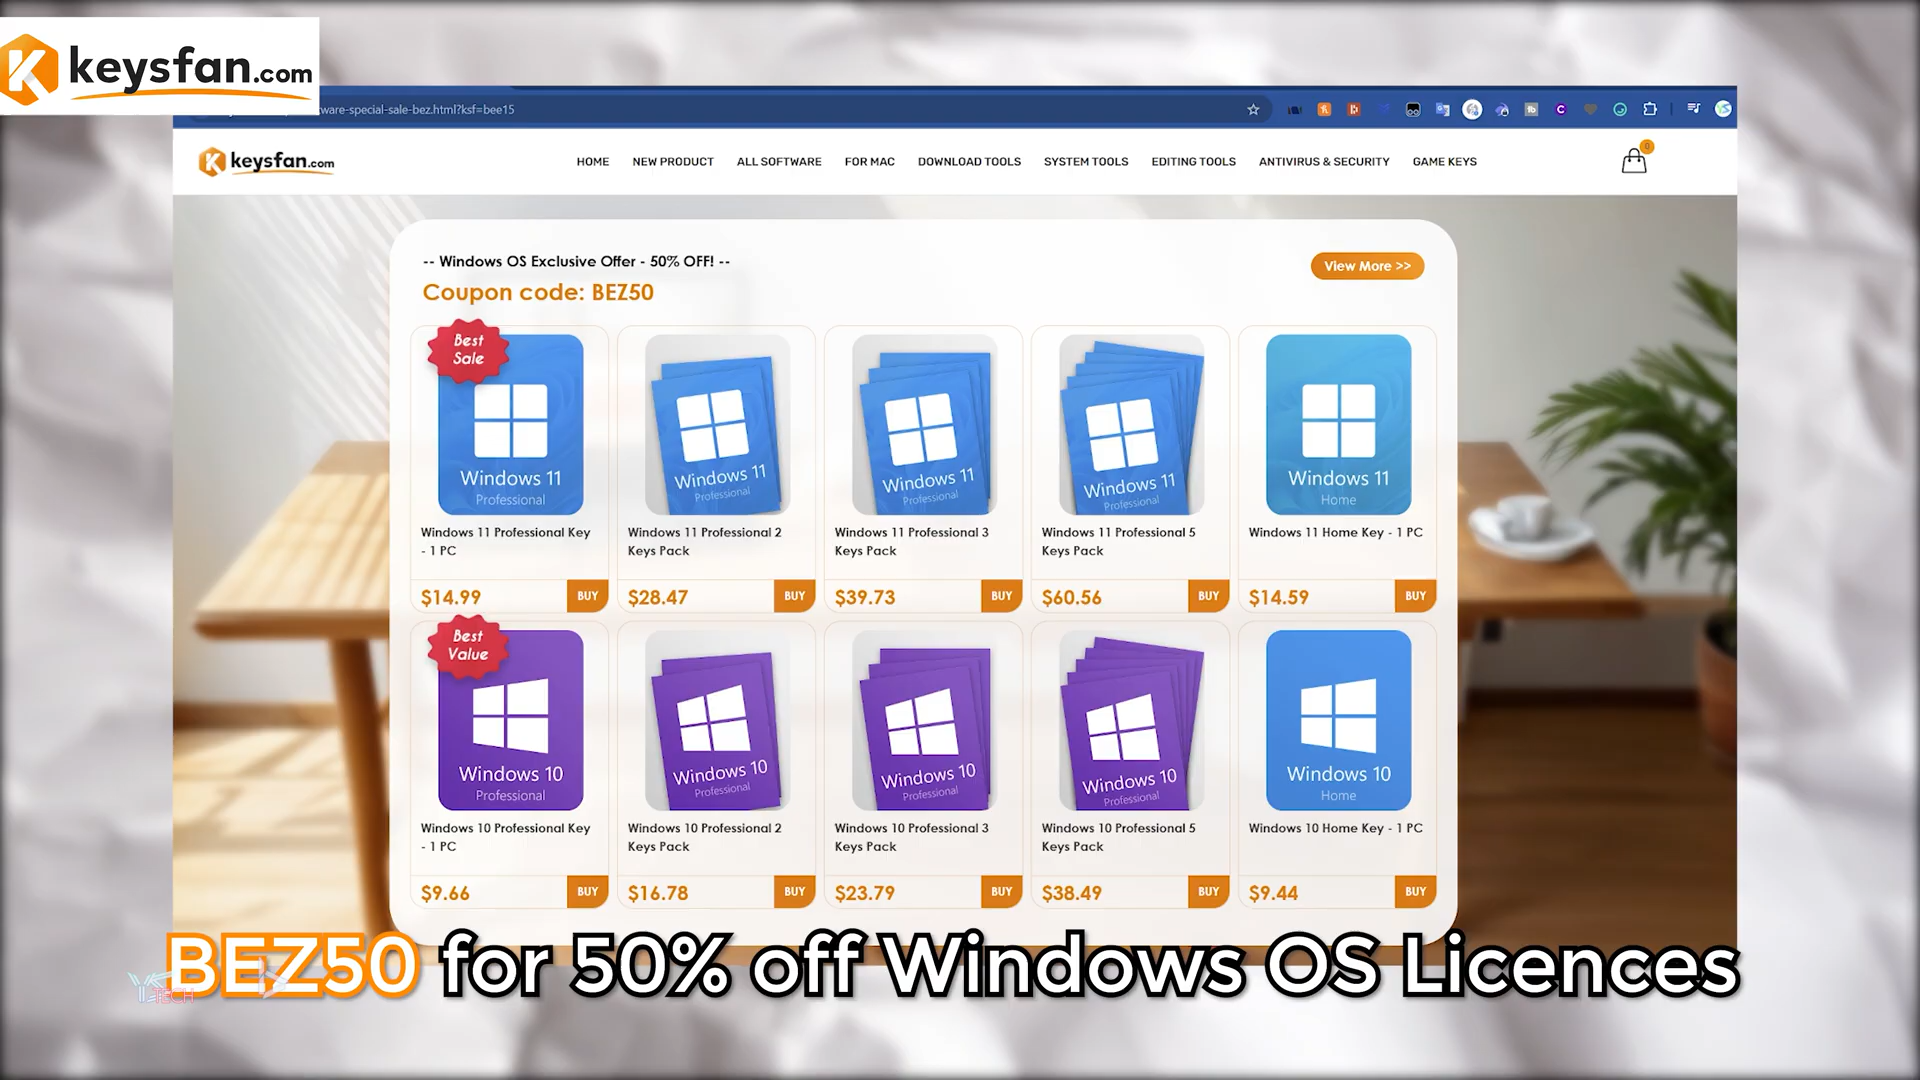 keysfan.com
ware-special-sale-bez.html?ksf=bee15
keysfan.com
HOME NEW PRODUCT ALL SOFTWARE FOR MAC DOWNLOAD TOOLS SYSTEM TOOLS EDITING TOOLS ANTIVIRUS & SECURITY GAME KEYS 0
-- Windows OS Exclusive Offer - 50% OFF! --
View More >>
Coupon code: BEZ50
Best
Sale
Windows 11 Windows 11 Windows 11 Windows 11 Windows 11
Professional Professional Professional Professional Home
Windows 11 Professional Key Windows 11 Professional 2 Windows 11 Professional 3 Windows 11 Professional 5 Windows 11 Home Key - 1 PC
- 1 PC Keys Pack Keys Pack Keys Pack
$14.99 BUY $28.47 BUY $39.73 BUY $60.56 BUY $14.59 BUY
Best
Value
Windows 10 Windows 10 Windows 10 Windows 10 Windows 10
Professional Professional Professional Professional Home
Windows 10 Professional Key Windows 10 Professional 2 Windows 10 Professional 3 Windows 10 Professional 5 Windows 10 Home Key - 1 PC
- 1 PC Keys Pack Keys Pack Keys Pack
$9.66 BUY $16.78 BUY $23.79 BUY $38.49 BUY $9.44 BUY
BEZ50 for 50% off Windows OS Licences
TECH